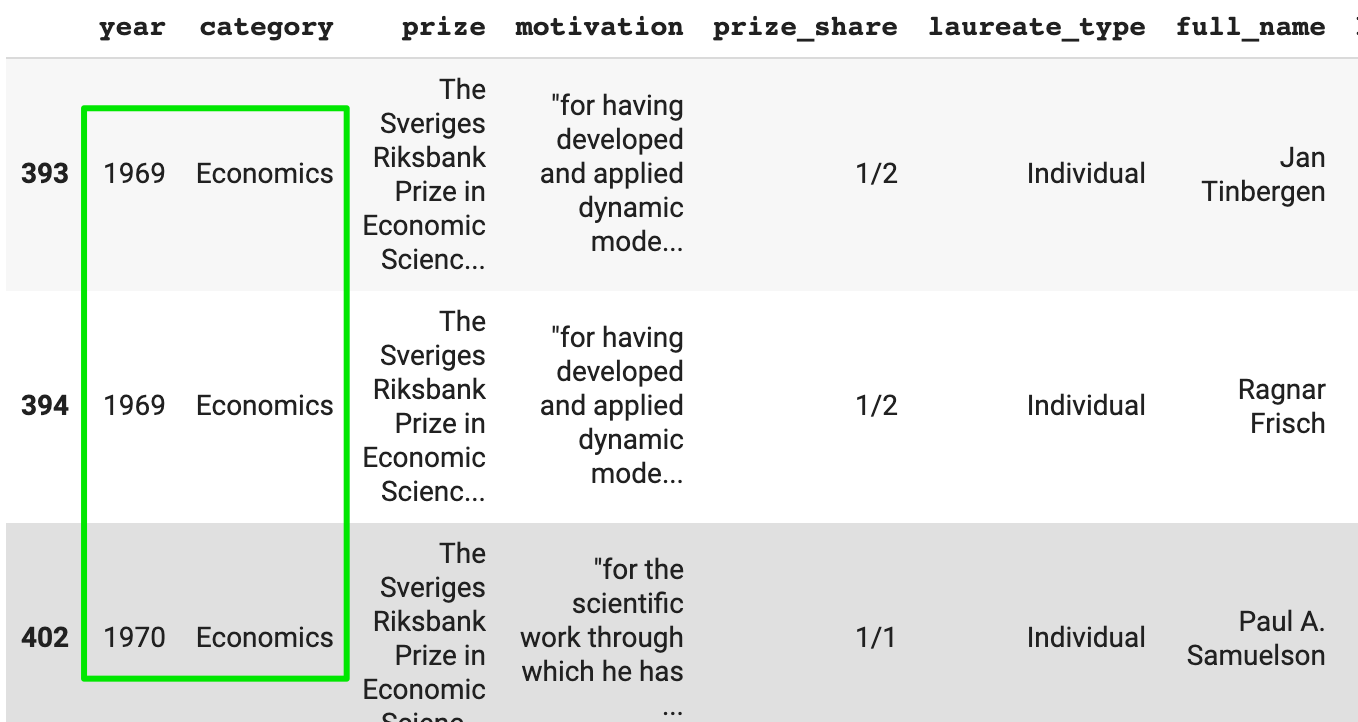 year category prize motivation prize_share laureate_type full_name
393 1969 Economics The Sveriges Riksbank Prize in Economic Scienc... "for having developed and applied dynamic mode... 1/2 Individual Jan Tinbergen
394 1969 Economics The Sveriges Riksbank Prize in Economic Scienc... "for having developed and applied dynamic mode... 1/2 Individual Ragnar Frisch
402 1970 Economics The Sveriges Riksbank Prize in Economic Scienc... "for the scientific work through which he has ... 1/1 Individual Paul A. Samuelson